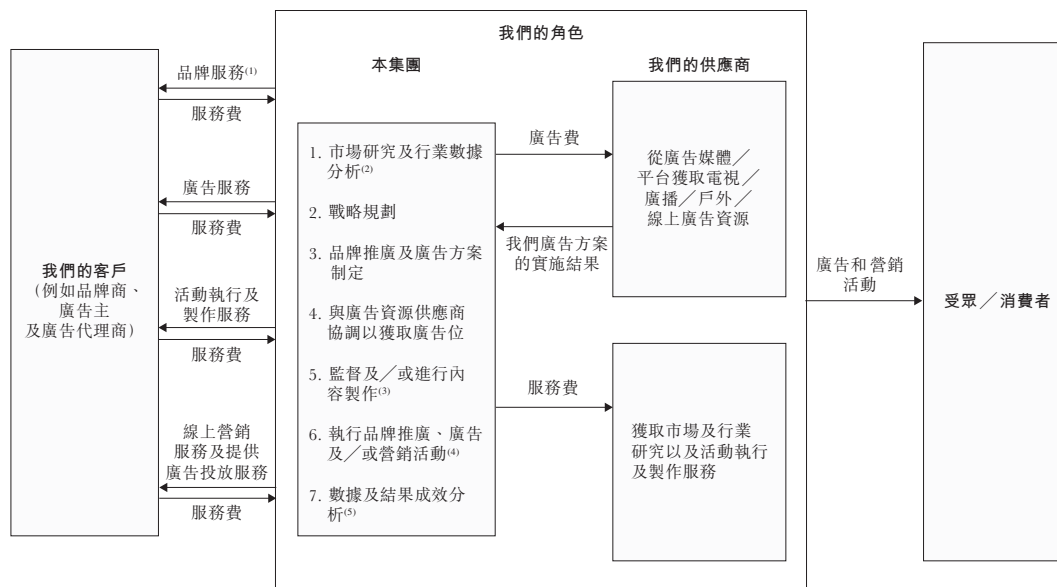 我們的角色
本集團
我們的供應商
我們的客戶
(例如品牌商、
廣告主
及廣告代理商)
品牌服務(1)
服務費
廣告服務
服務費
活動執行及
製作服務
服務費
線上營銷
服務及提供
廣告投放服務
服務費
1. 市場研究及行業數據
分析(2)
2. 戰略規劃
3. 品牌推廣及廣告方案
制定
4. 與廣告資源供應商
協調以獲取廣告位
5. 監督及╱或進行內
容製作(3)
6. 執行品牌推廣、廣告
及╱或營銷活動(4)
7. 數據及結果成效分
析(5)
廣告費
我們廣告方案
的實施結果
服務費
從廣告媒體╱
平台獲取電視╱
廣播╱戶外╱
線上廣告資源
獲取市場及行業
研究以及活動執行
及製作服務
廣告和營銷
活動
受眾╱消費者